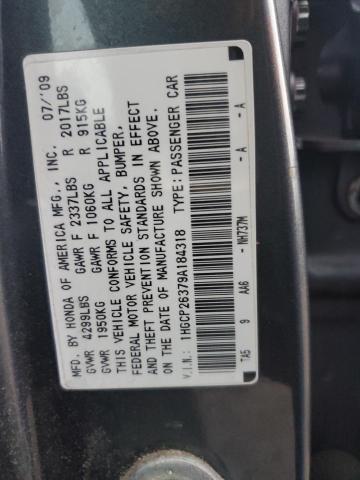 MFD. BY HONDA OF AMERICA MFG., INC. 07/'09
GVWR 4299LBS GAWR F 2337LBS R 2017LBS
GVWR 1950KG GAWR F 1060KG R 915KG
THIS VEHICLE CONFORMS TO ALL APPLICABLE
FEDERAL MOTOR VEHICLE SAFETY, BUMPER,
AND THEFT PREVENTION STANDARDS IN EFFECT
ON THE DATE OF MANUFACTURE SHOWN ABOVE.
V.I.N.: 1HGCP26379A184318 TYPE: PASSENGER CAR
TA5 9 AA6 - NH737M - A - A